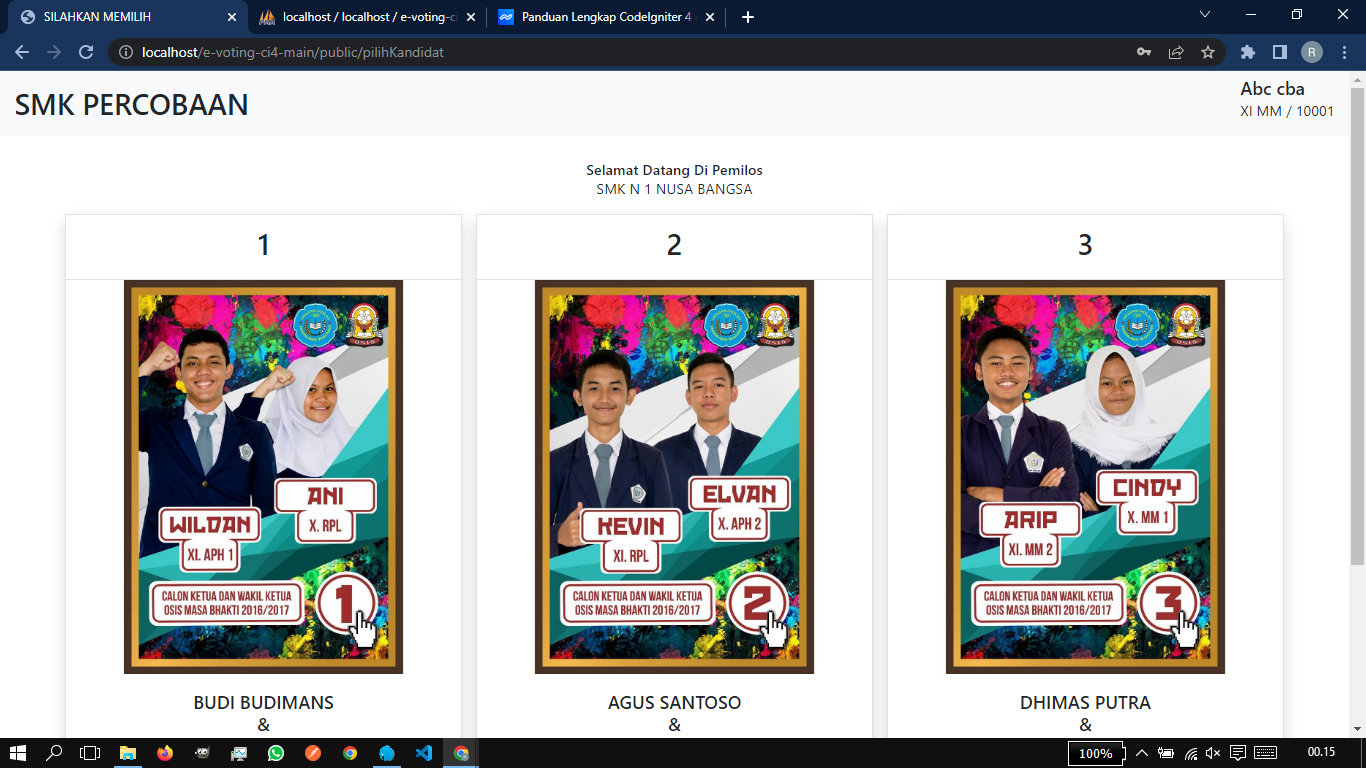 SILAHKAN MEMILIH
localhost / localhost / e-voting-ci
Panduan Lengkap CodeIgniter 4
localhost/e-voting-ci4-main/public/pilihKandidat
R
SMK PERCOBAAN
Abc cba
XI MM / 10001
Selamat Datang Di Pemilos
SMK N 1 NUSA BANGSA
1
OSIS
WILDAN
XI. APH 1
ANI
X. RPL
CALON KETUA DAN WAKIL KETUA
OSIS MASA BHAKTI 2016/2017
1
BUDI BUDIMANS
&
2
OSIS
KEVIN
XI. RPL
ELVAN
X. APH 2
CALON KETUA DAN WAKIL KETUA
OSIS MASA BHAKTI 2016/2017
2
AGUS SANTOSO
&
3
OSIS
ARIP
XI. MM 2
CINDY
X. MM 1
CALON KETUA DAN WAKIL KETUA
OSIS MASA BHAKTI 2016/2017
3
DHIMAS PUTRA
&
100%
00.15